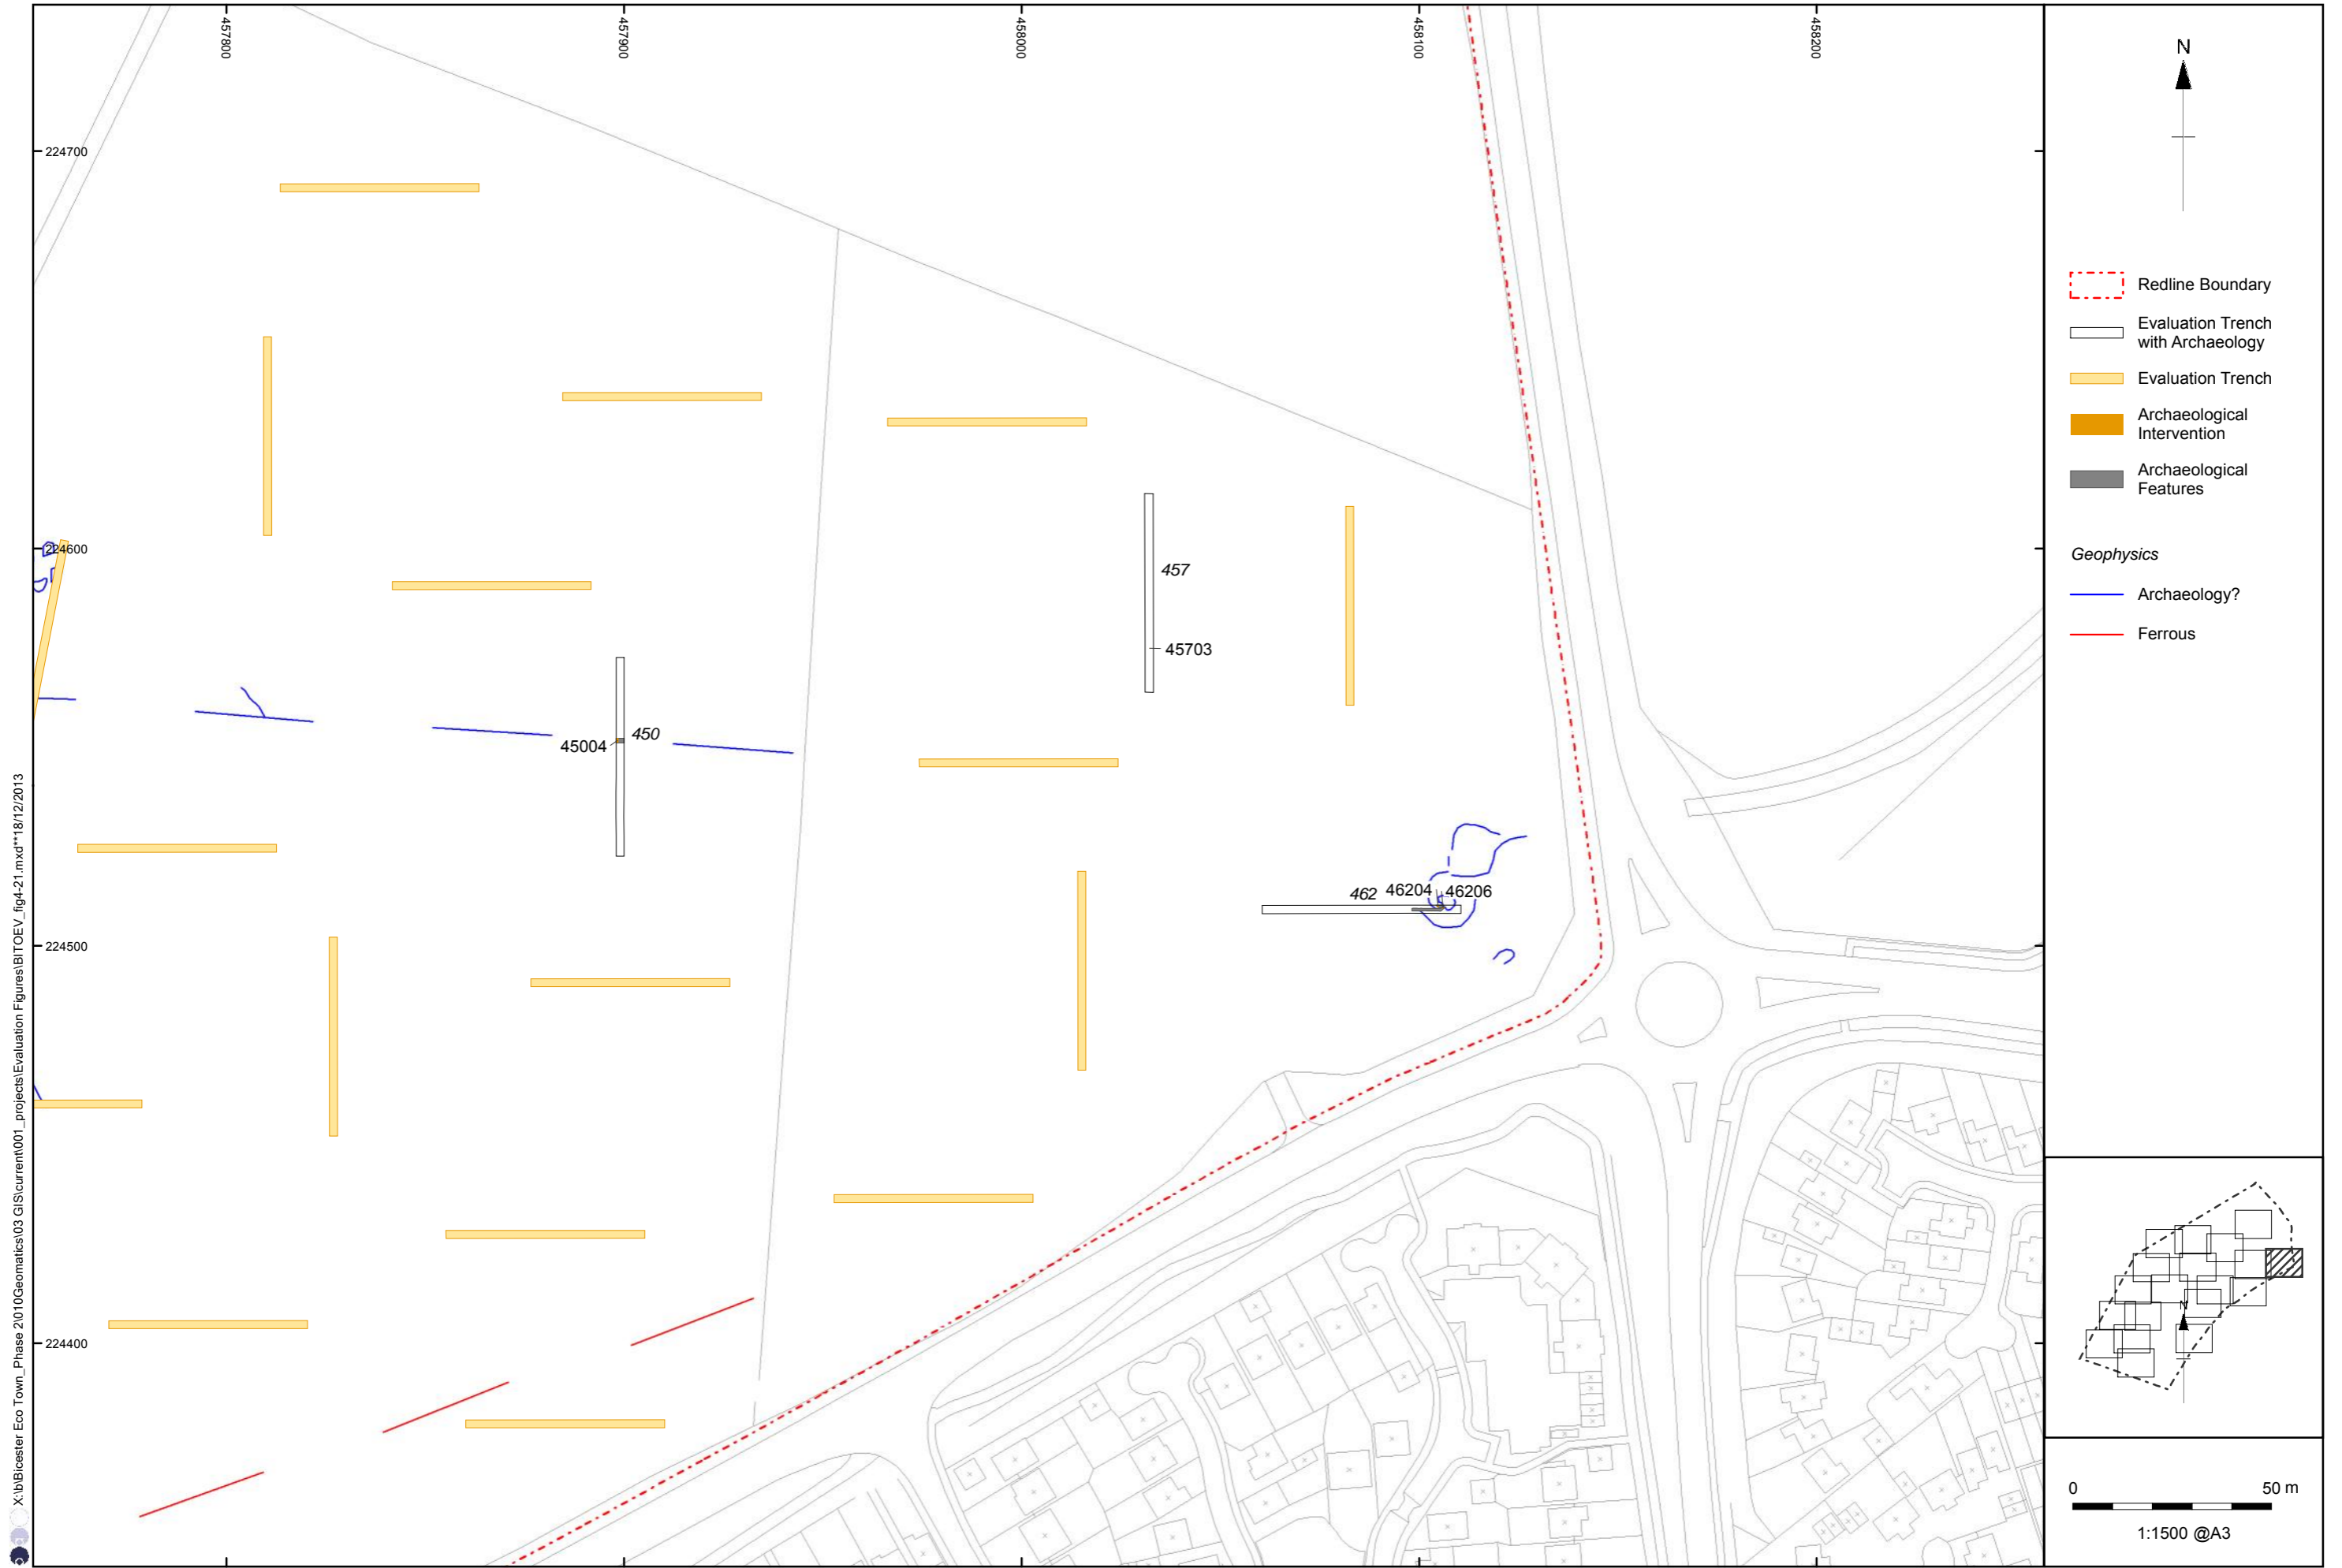 457800
457900
458000
458100
458200
224700
224600
224500
224400
457
45703
450
45004
462
46204
46206
N
Redline Boundary
Evaluation Trench
with Archaeology
Evaluation Trench
Archaeological
Intervention
Archaeological
Features
Geophysics
Archaeology?
Ferrous
N
0
50 m
1:1500 @A3
X:\b\Bicester Eco Town_Phase 2\010Geomatics\03 GIS\current\001_projects\Evaluation Figures\BITOEV_fig4-21.mxd**18/12/2013